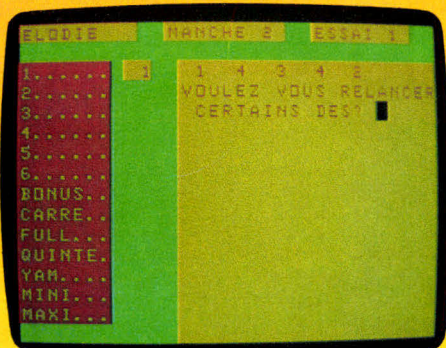 ELODIE MANCHE 2 ESSAI 1
1...... 1 1 4 3 4 2
2...... VOULEZ VOUS RELANCER
3...... CERTAINS DES?
4......
5......
6......
BONUS..
CARRE..
FULL...
QUINTE.
YAM....
MINI...
MAXI...